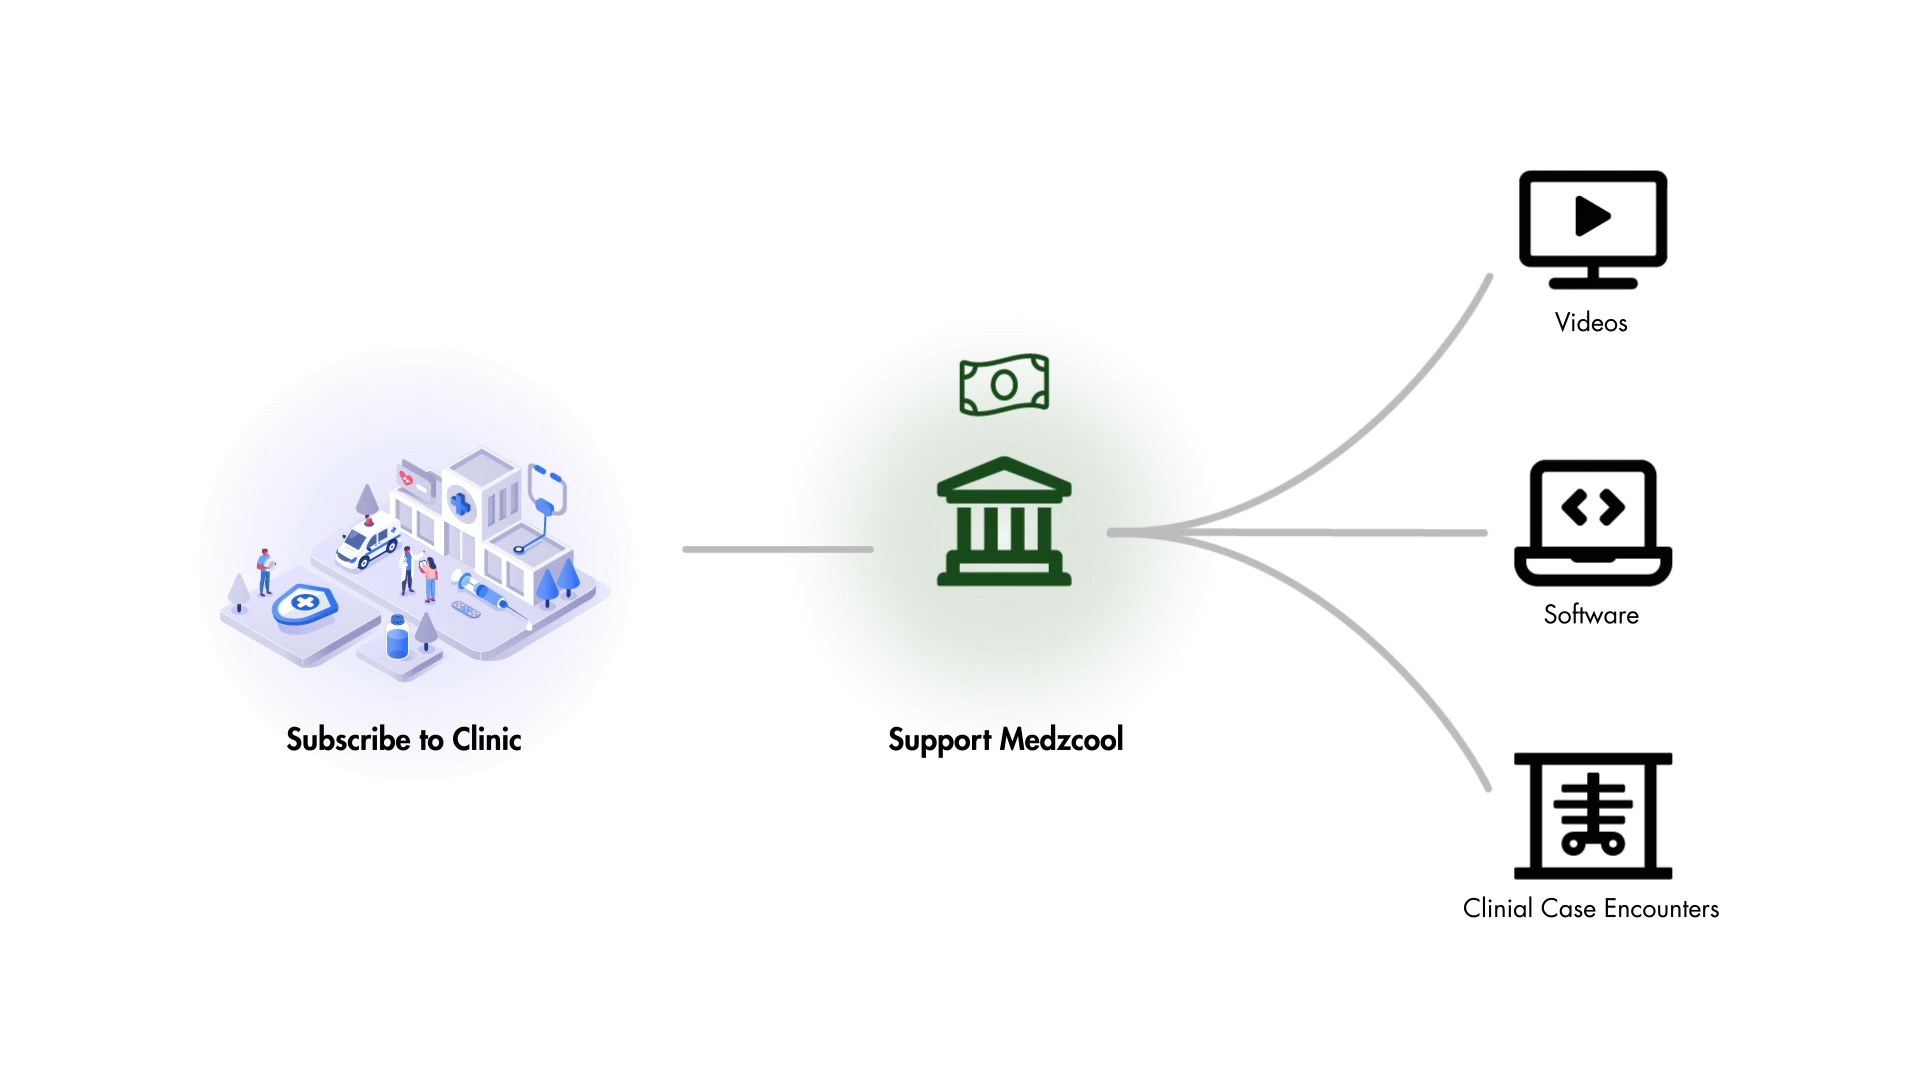 Subscribe to Clinic
Support Medzcool
Videos
Software
Clinial Case Encounters